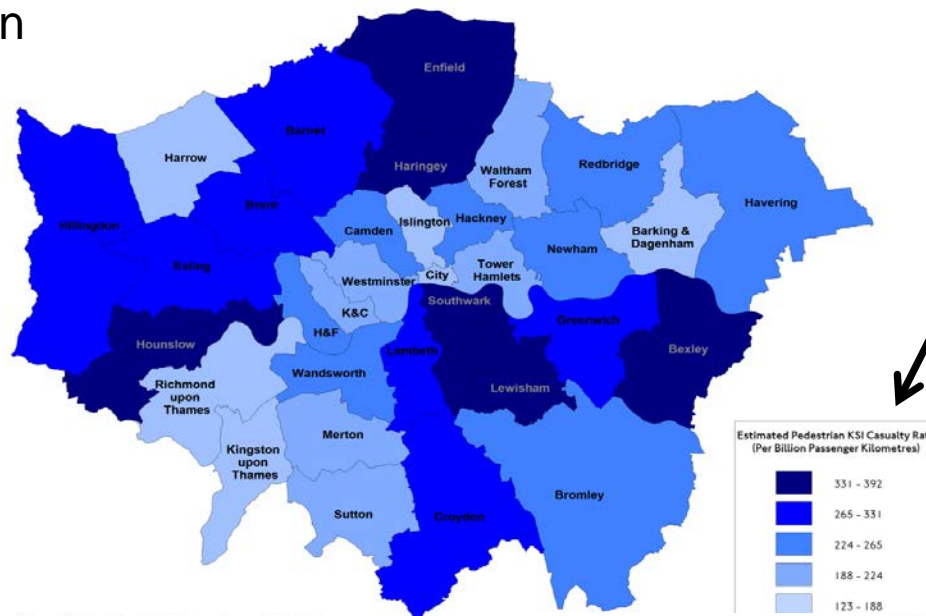 n
Enfield
Barnet
Harrow
Haringey
Waltham
Forest
Redbridge
Havering
Hillingdon
Brent
Islington
Hackney
Camden
Barking &
Dagenham
Newham
Ealing
Westminster
City
Tower
Hamlets
Southwark
K&C
H&F
Greenwich
Hounslow
Lambeth
Bexley
Wandsworth
Lewisham
Richmond
upon
Thames
Merton
Kingston
upon
Thames
Sutton
Croydon
Bromley
Estimated Pedestrian KSI Casualty Rat
(Per Billion Passenger Kilometres)
331 - 392
265 - 331
224 - 265
188 - 224
123 - 188